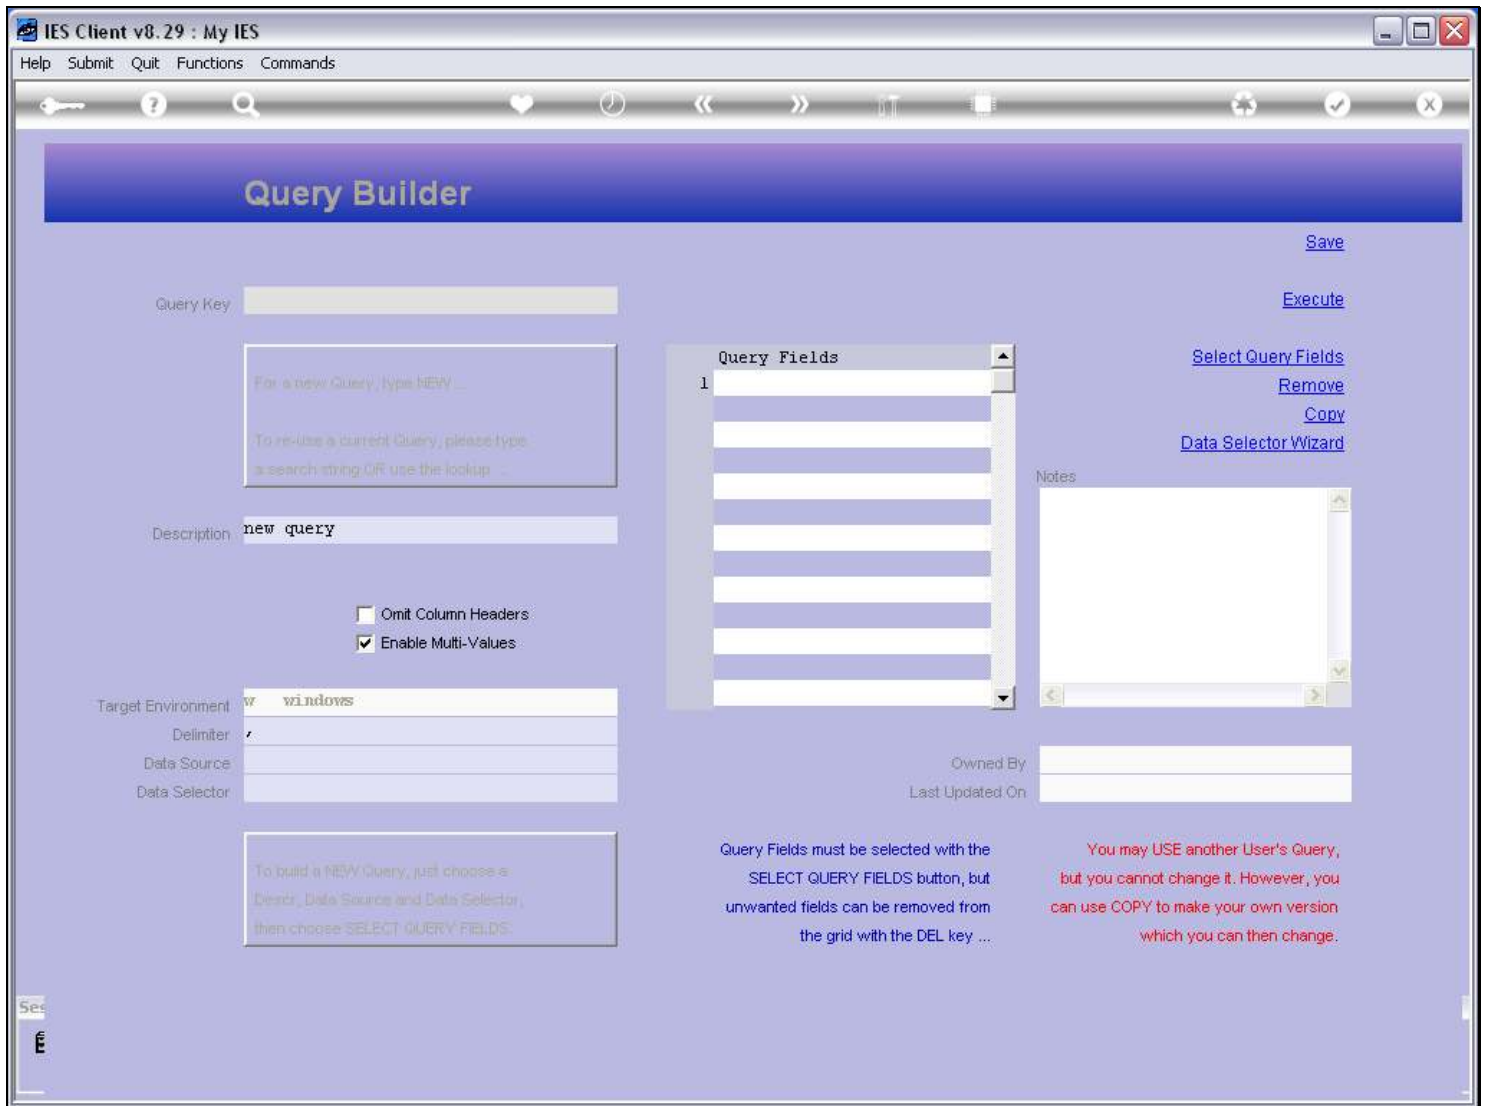 IES Client v8.29 : My IES
Help Submit Quit Functions Commands
Query Builder
Save
Query Key
Execute
For a new Query, type NEW ...
To re-use a current Query, please type
a search string OR use the lookup ...
Query Fields
1
Select Query Fields
Remove
Copy
Data Selector Wizard
Notes
Description new query
Omit Column Headers
Enable Multi-Values
Target Environment w windows
Delimiter ,
Data Source
Data Selector
Owned By
Last Updated On
To build a NEW Query, just choose a
Descr, Data Source and Data Selector,
then choose SELECT QUERY FIELDS.
Query Fields must be selected with the
SELECT QUERY FIELDS button, but
unwanted fields can be removed from
the grid with the DEL key ...
You may USE another User's Query,
but you cannot change it. However, you
can use COPY to make your own version
which you can then change.
Ses